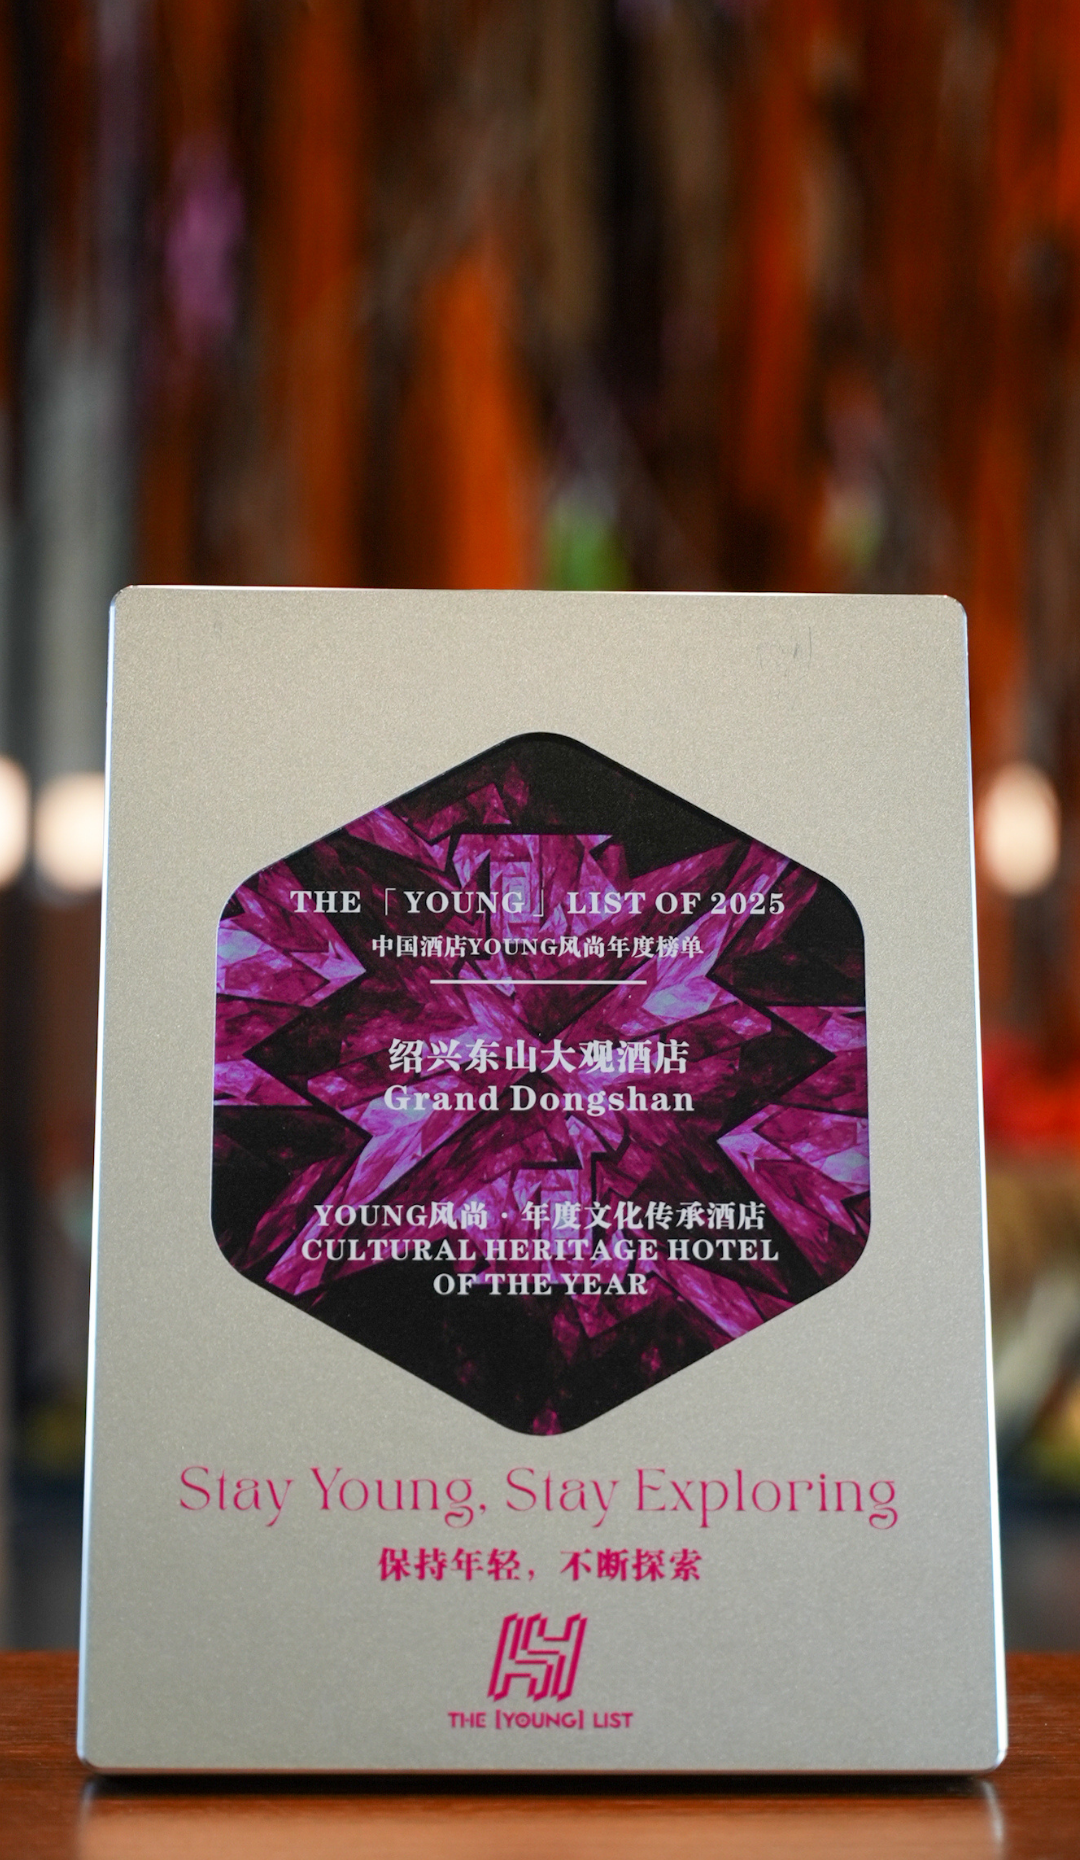 THE「YOUNG」LIST OF 2025
中国酒店YOUNG风尚年度榜单
绍兴东山大观酒店
Grand Dongshan
YOUNG风尚·年度文化传承酒店
CULTURAL HERITAGE HOTEL
OF THE YEAR
Stay Young, Stay Exploring
保持年轻，不断探索
THE [YOUNG] LIST